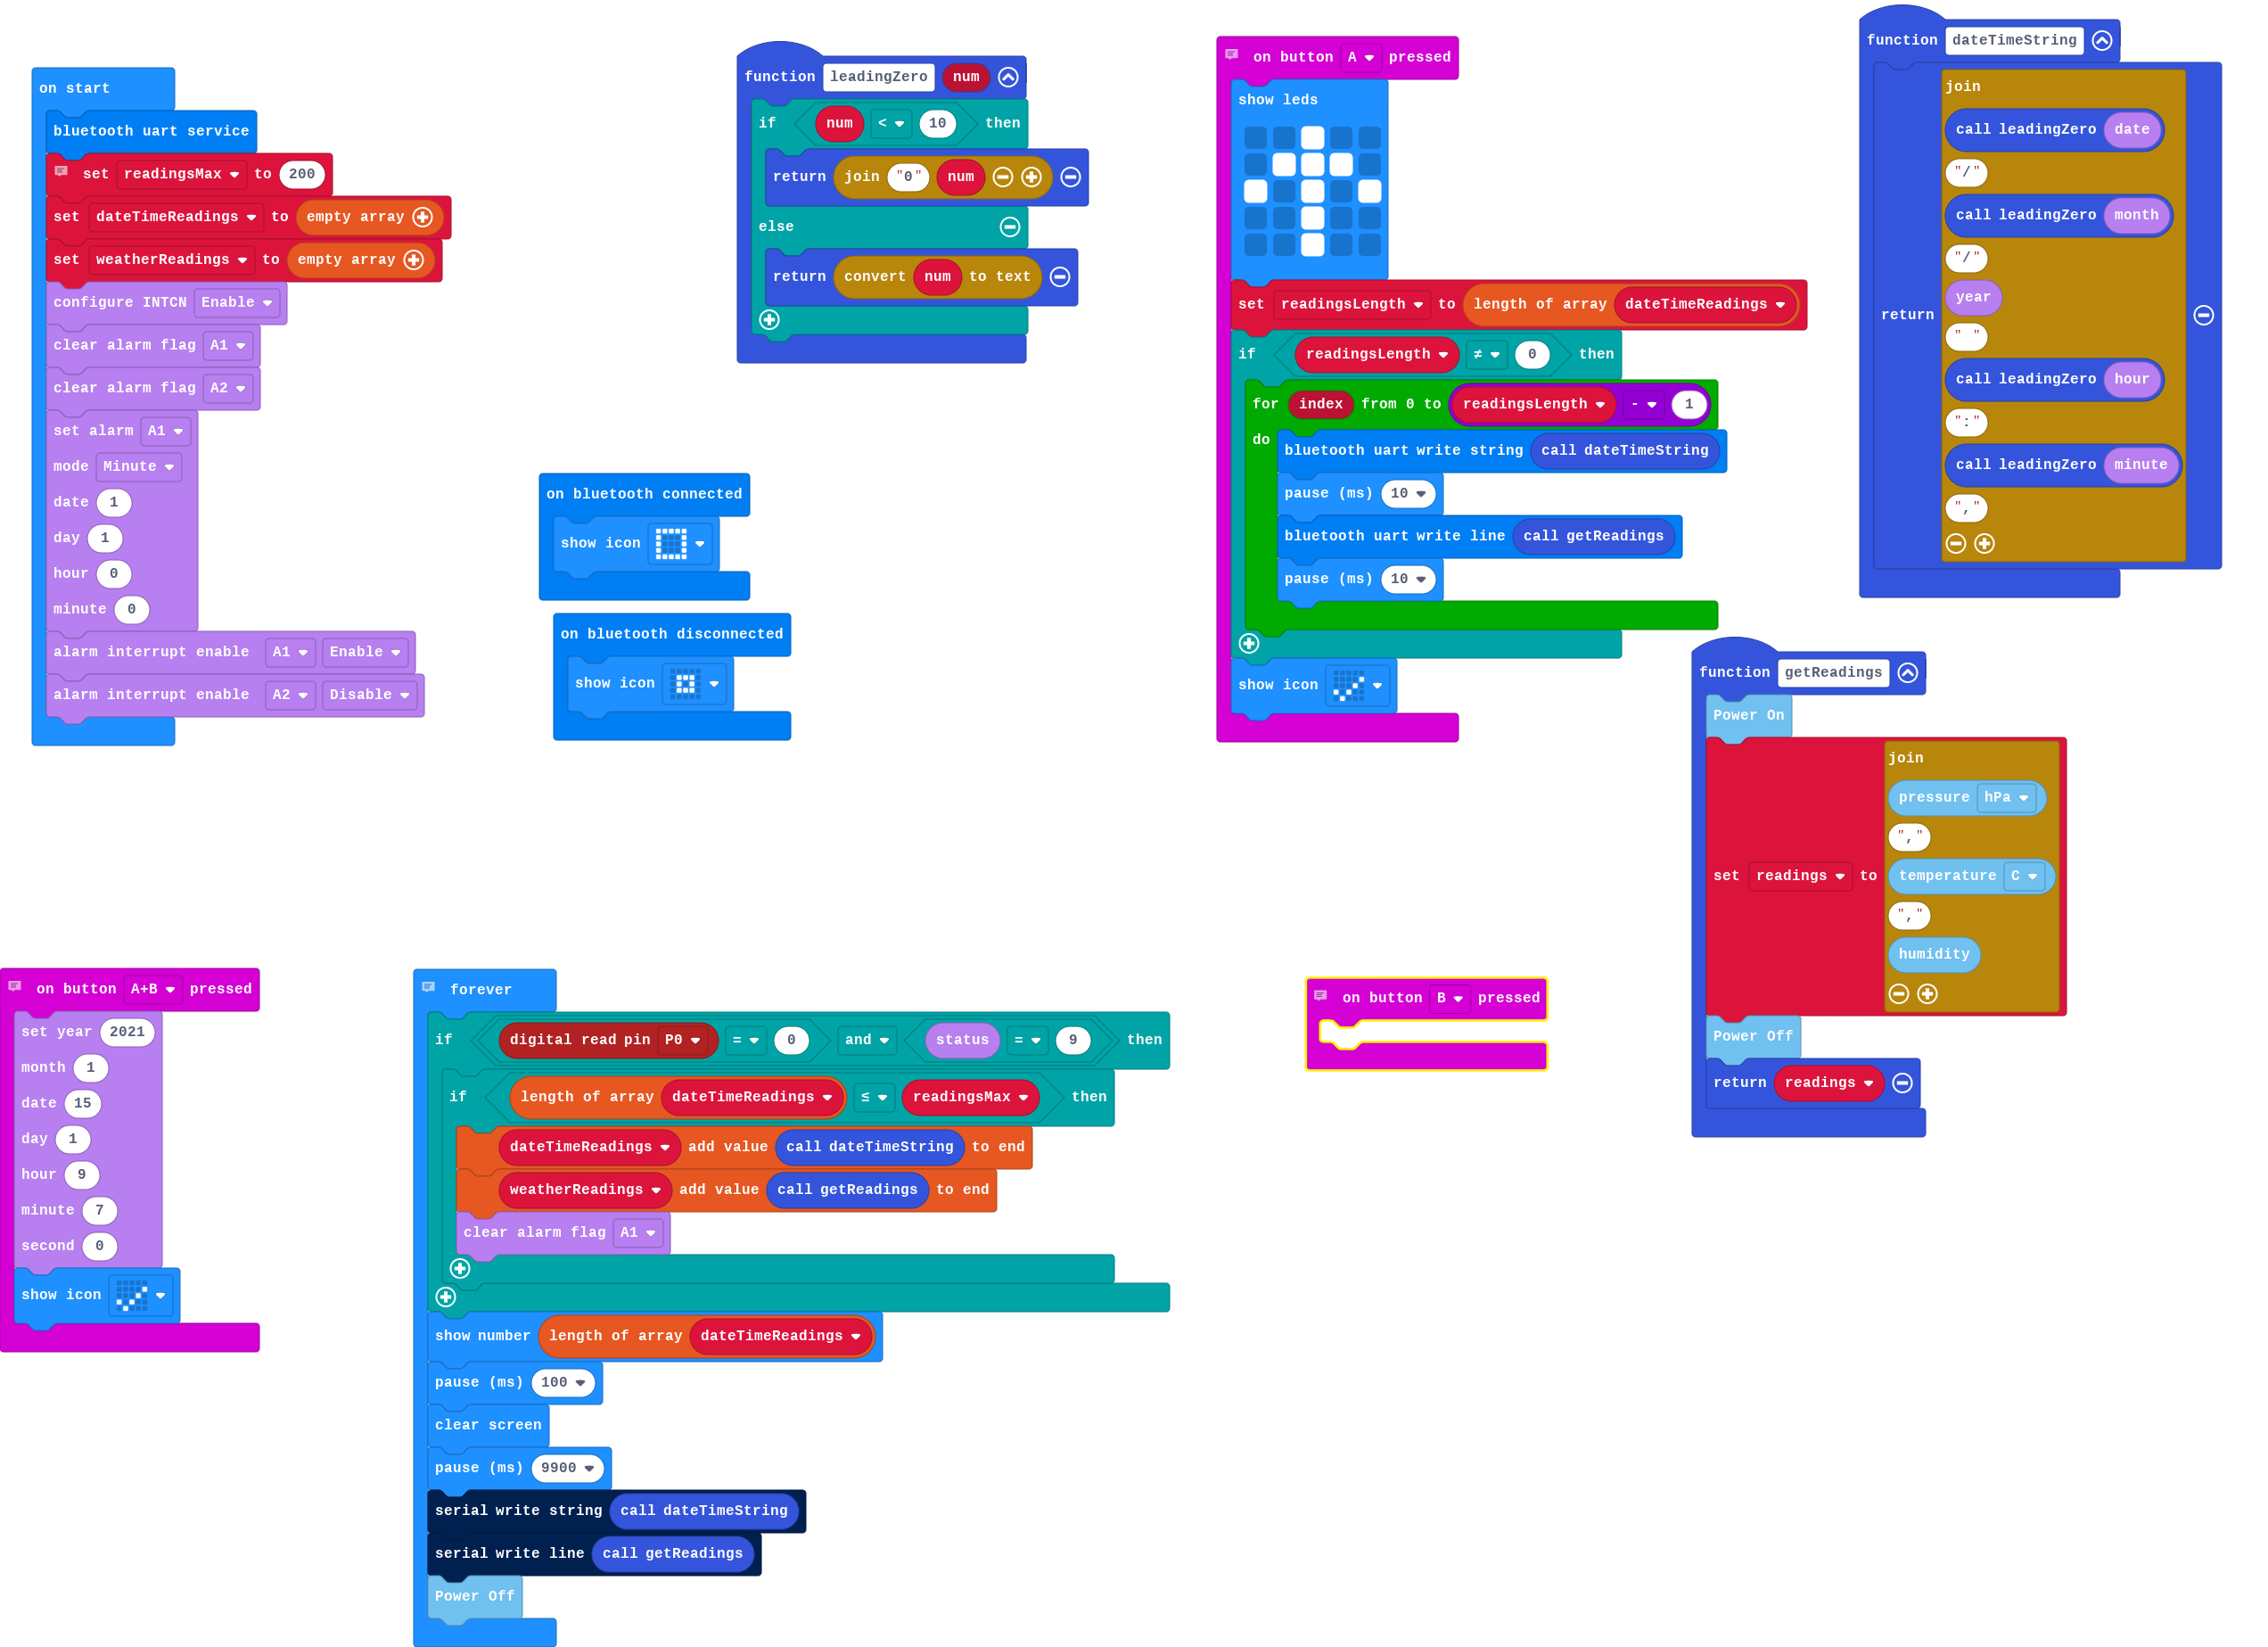 on start
bluetooth uart service
set readingsMax to 200
set dateTimeReadings to empty array
set weatherReadings to empty array
configure INTCN Enable
clear alarm flag A1
clear alarm flag A2
set alarm A1
mode Minute
date 1
day 1
hour 0
minute 0
alarm interrupt enable A1 Enable
alarm interrupt enable A2 Disable
function leadingZero num
if num < 10 then
return join "0" num
else
return convert num to text
on bluetooth connected
show icon
on bluetooth disconnected
show icon
on button A pressed
show leds
set readingsLength to length of array dateTimeReadings
if readingsLength ≠ 0 then
for index from 0 to readingsLength - 1
do
bluetooth uart write string call dateTimeString
pause (ms) 10
bluetooth uart write line call getReadings
pause (ms) 10
show icon
function dateTimeString
return
join
call leadingZero date
"/"
call leadingZero month
"/"
year
" "
call leadingZero hour
":"
call leadingZero minute
","
function getReadings
Power On
set readings to
join
pressure hPa
","
temperature C
","
humidity
Power Off
return readings
on button A+B pressed
set year 2021
month 1
date 15
day 1
hour 9
minute 7
second 0
show icon
forever
if digital read pin P0 = 0 and status = 9 then
if length of array dateTimeReadings ≤ readingsMax then
dateTimeReadings add value call dateTimeString to end
weatherReadings add value call getReadings to end
clear alarm flag A1
show number length of array dateTimeReadings
pause (ms) 100
clear screen
pause (ms) 9900
serial write string call dateTimeString
serial write line call getReadings
Power Off
on button B pressed